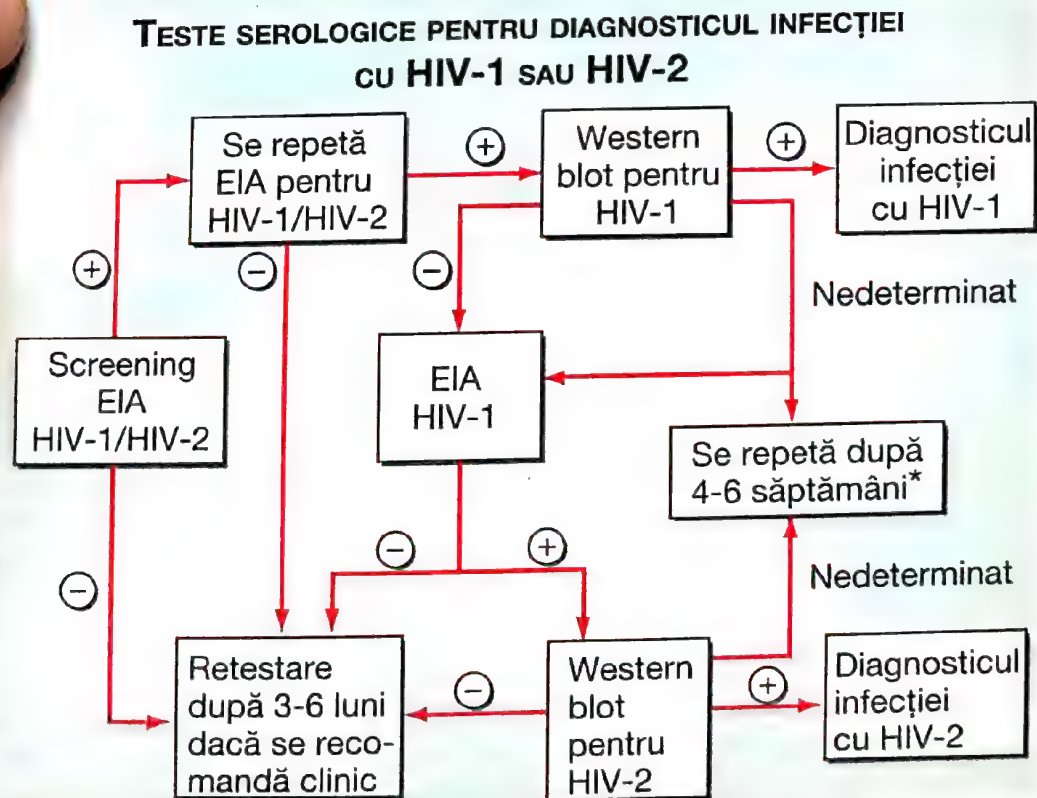 TESTE SEROLOGICE PENTRU DIAGNOSTICUL INFECȚIEI
CU HIV-1 SAU HIV-2
Se repetă
EIA pentru
HIV-1/HIV-2
+
Western
blot pentru
HIV-1
+
Diagnosticul
infecției
cu HIV-1
+
−
−
Nedeterminat
Screening
EIA
HIV-1/HIV-2
EIA
HIV-1
Se repetă după
4-6 săptămâni*
−
+
−
Nedeterminat
Retestare
după 3-6 luni
dacă se reco-
mandă clinic
−
Western
blot
pentru
HIV-2
+
Diagnosticul
infecției
cu HIV-2